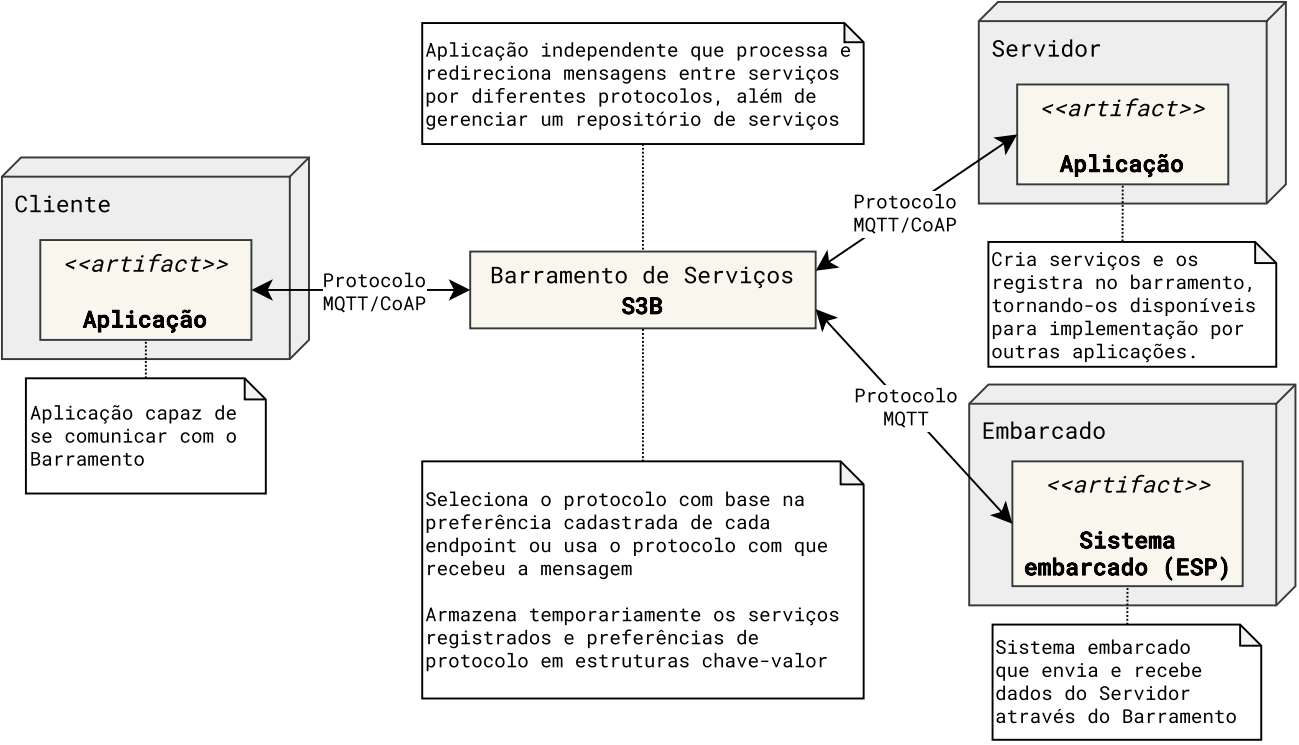 Aplicação independente que processa e
redireciona mensagens entre serviços
por diferentes protocolos, além de
gerenciar um repositório de serviços
Servidor
<<artifact>>
Aplicação
Cliente
<<artifact>>
Aplicação
Protocolo
MQTT/CoAP
Barramento de Serviços
S3B
Protocolo
MQTT/CoAP
Cria serviços e os
registra no barramento,
tornando-os disponíveis
para implementação por
outras aplicações.
Aplicação capaz de
se comunicar com o
Barramento
Protocolo
MQTT
Embarcado
<<artifact>>
Sistema
embarcado (ESP)
Seleciona o protocolo com base na
preferência cadastrada de cada
endpoint ou usa o protocolo com que
recebeu a mensagem
Armazena temporariamente os serviços
registrados e preferências de
protocolo em estruturas chave-valor
Sistema embarcado
que envia e recebe
dados do Servidor
através do Barramento